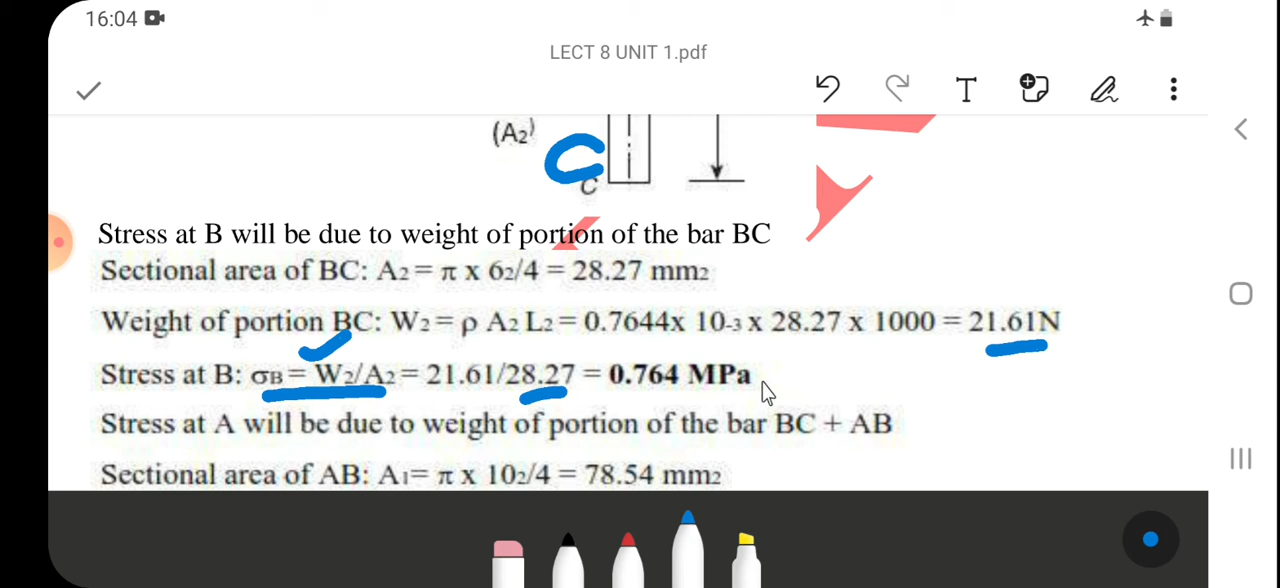 16:04
LECT 8 UNIT 1.pdf
T
(A2)
C
C
Stress at B will be due to weight of portion of the bar BC
Sectional area of BC: A2 = π x 62/4 = 28.27 mm2
Weight of portion BC: W2 = ρ A2 L2 = 0.7644x 10-3 x 28.27 x 1000 = 21.61N
Stress at B: σB = W2/A2 = 21.61/28.27 = 0.764 MPa
Stress at A will be due to weight of portion of the bar BC + AB
Sectional area of AB: A1= π x 102/4 = 78.54 mm2